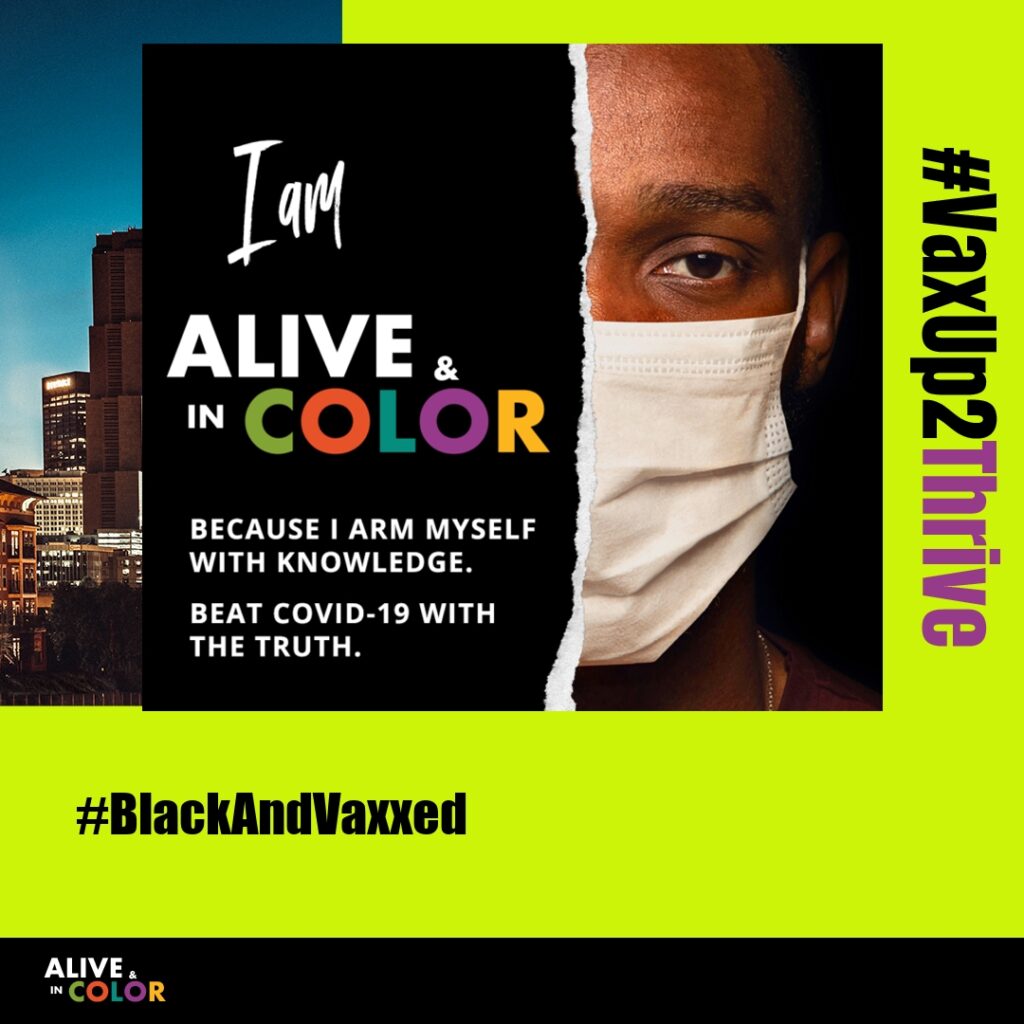 I am
ALIVE &
IN COLOR
BECAUSE I ARM MYSELF
WITH KNOWLEDGE.
BEAT COVID-19 WITH
THE TRUTH.
#VaxUp2Thrive
#BlackAndVaxxed
ALIVE &
IN COLOR